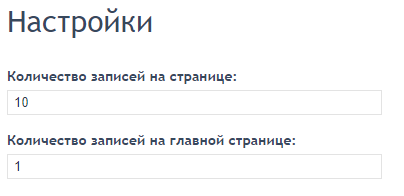 Настройки
Количество записей на странице:
10
Количество записей на главной странице:
1